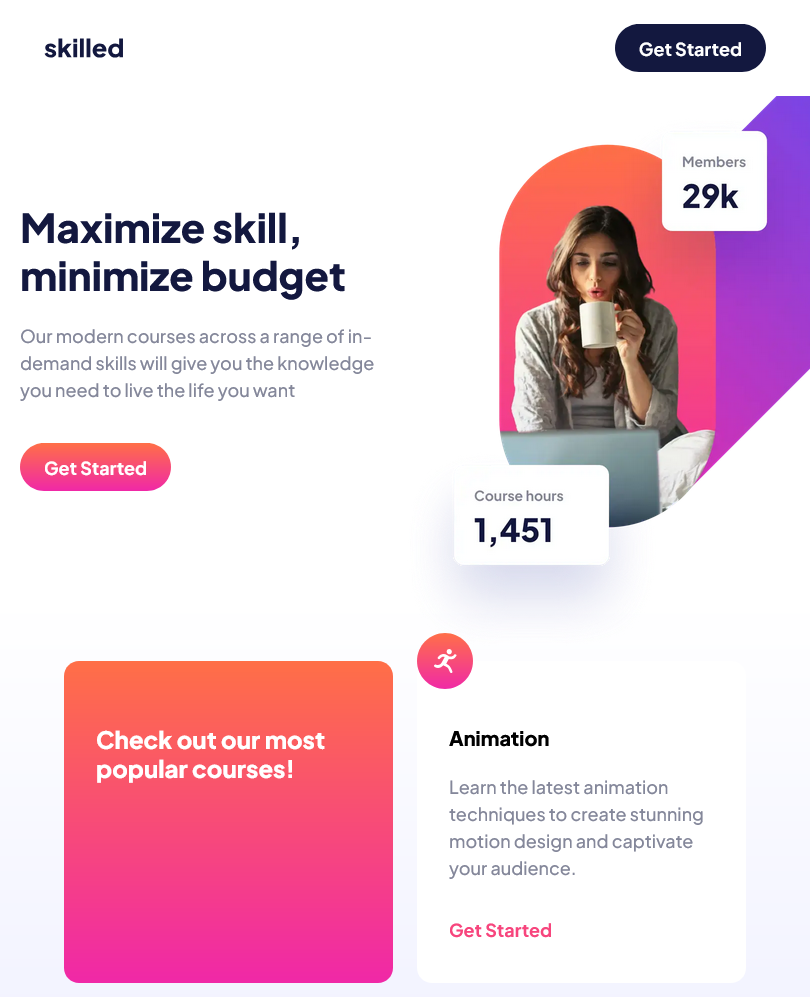 skilled
Get Started
Members
29k
Maximize skill,
minimize budget
Our modern courses across a range of in-
demand skills will give you the knowledge
you need to live the life you want
Get Started
Course hours
1,451
Check out our most
popular courses!
Animation
Learn the latest animation
techniques to create stunning
motion design and captivate
your audience.
Get Started